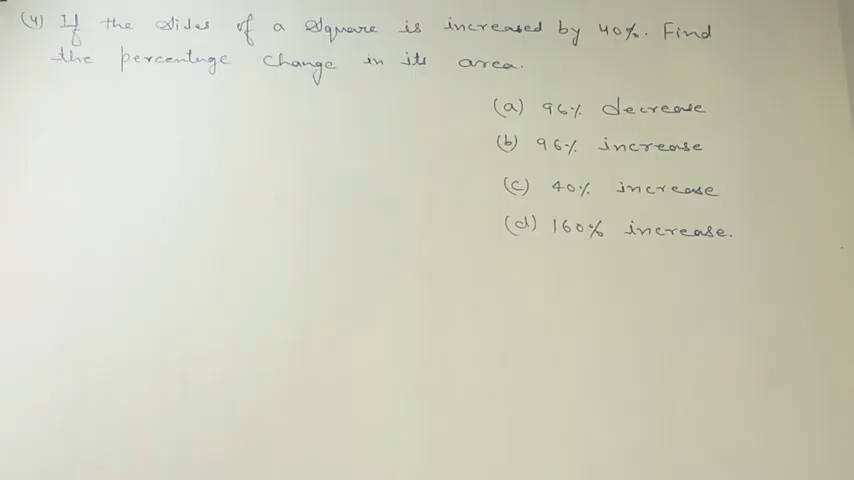 (4) If the sides of a square is increased by 40%. Find
the percentage change in its area.
(a) 96% decrease
(b) 96% increase
(c) 40% increase
(d) 160% increase.